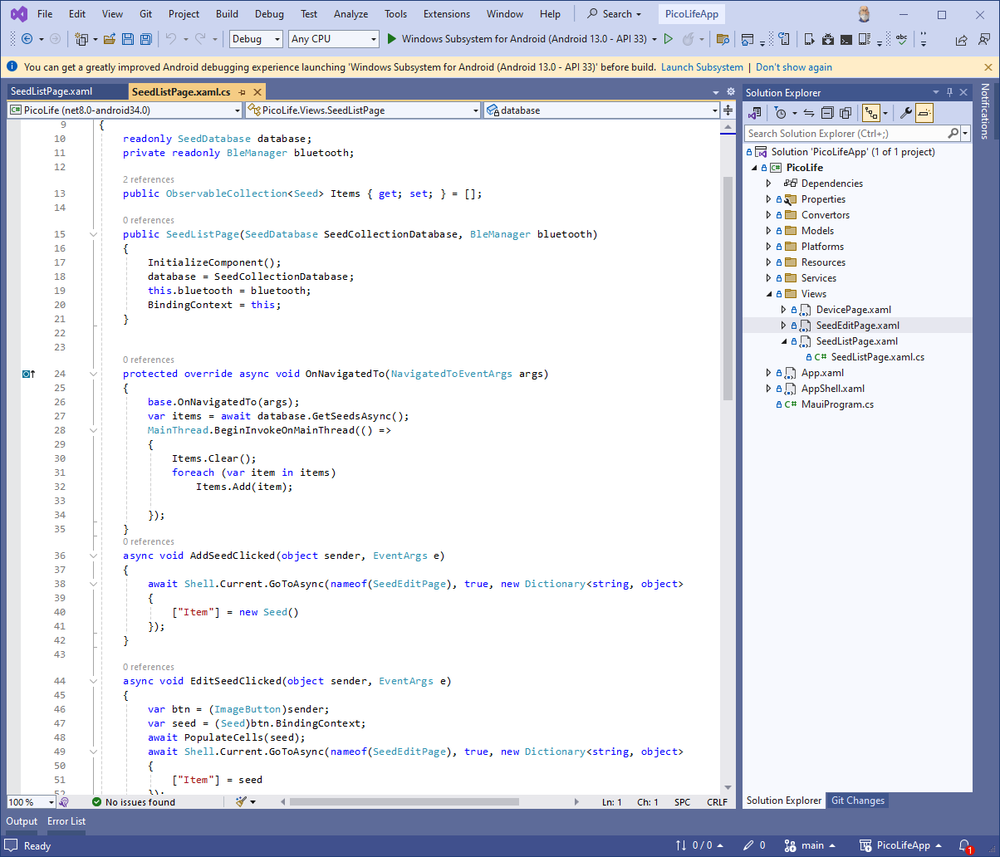 File Edit View Git Project Build Debug Test Analyze Tools Extensions Window Help Search PicoLifeApp
Debug Any CPU Windows Subsystem for Android (Android 13.0 - API 33)
You can get a greatly improved Android debugging experience launching 'Windows Subsystem for Android (Android 13.0 - API 33)' before build. Launch Subsystem | Don't show again
SeedListPage.xaml SeedListPage.xaml.cs
PicoLife (net8.0-android34.0) PicoLife.Views.SeedListPage database
9 {
10 readonly SeedDatabase database;
11 private readonly BleManager bluetooth;
12
2 references
13 public ObservableCollection<Seed> Items { get; set; } = [];
14
0 references
15 public SeedListPage(SeedDatabase SeedCollectionDatabase, BleManager bluetooth)
16 {
17 InitializeComponent();
18 database = SeedCollectionDatabase;
19 this.bluetooth = bluetooth;
20 BindingContext = this;
21 }
22
23
0 references
24 protected override async void OnNavigatedTo(NavigatedToEventArgs args)
25 {
26 base.OnNavigatedTo(args);
27 var items = await database.GetSeedsAsync();
28 MainThread.BeginInvokeOnMainThread(() =>
29 {
30 Items.Clear();
31 foreach (var item in items)
32 Items.Add(item);
33
34 });
35 }
0 references
36 async void AddSeedClicked(object sender, EventArgs e)
37 {
38 await Shell.Current.GoToAsync(nameof(SeedEditPage), true, new Dictionary<string, object>
39 {
40 ["Item"] = new Seed()
41 });
42 }
43
0 references
44 async void EditSeedClicked(object sender, EventArgs e)
45 {
46 var btn = (ImageButton)sender;
47 var seed = (Seed)btn.BindingContext;
48 await PopulateCells(seed);
49 await Shell.Current.GoToAsync(nameof(SeedEditPage), true, new Dictionary<string, object>
50 {
51 ["Item"] = seed
52 });
100 % No issues found Ln: 1 Ch: 1 SPC CRLF
Solution Explorer
Search Solution Explorer (Ctrl+;)
Solution 'PicoLifeApp' (1 of 1 project)
C# PicoLife
Dependencies
Properties
Convertors
Models
Platforms
Resources
Services
Views
DevicePage.xaml
SeedEditPage.xaml
SeedListPage.xaml
C# SeedListPage.xaml.cs
App.xaml
AppShell.xaml
C# MauiProgram.cs
Solution Explorer Git Changes
Notifications
Output Error List
Ready 0 / 0 0 main PicoLifeApp 1